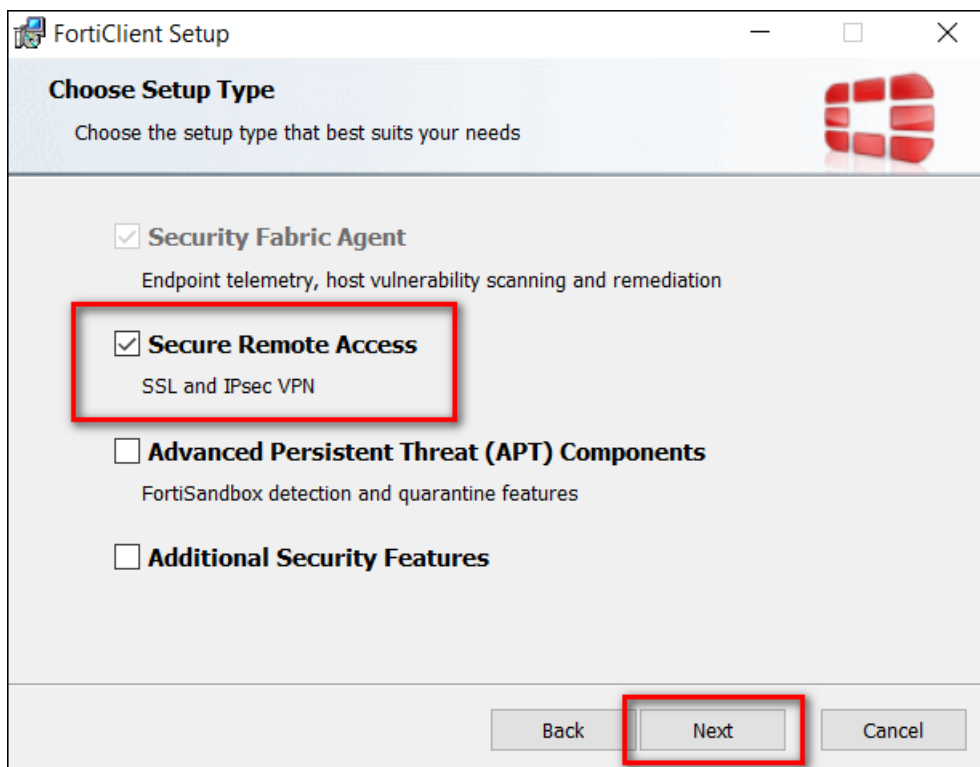 FortiClient Setup
Choose Setup Type
Choose the setup type that best suits your needs
Security Fabric Agent
Endpoint telemetry, host vulnerability scanning and remediation
Secure Remote Access
SSL and IPsec VPN
Advanced Persistent Threat (APT) Components
FortiSandbox detection and quarantine features
Additional Security Features
Back Next Cancel